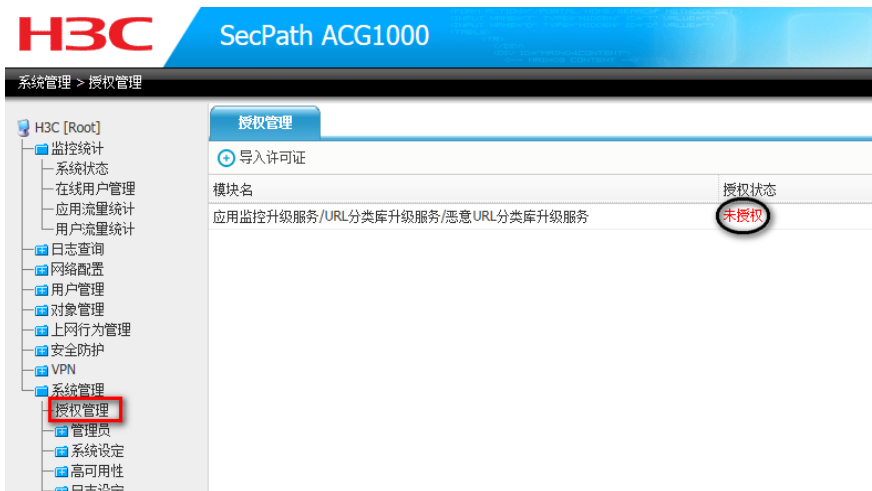 H3C SecPath ACG1000
系统管理 > 授权管理
H3C [Root]
监控统计
系统状态
在线用户管理
应用流量统计
用户流量统计
日志查询
网络配置
用户管理
对象管理
上网行为管理
安全防护
VPN
系统管理
授权管理
管理员
系统设定
高可用性
日志设定
授权管理
导入许可证
模块名 授权状态
应用监控升级服务/URL分类库升级服务/恶意URL分类库升级服务 未授权